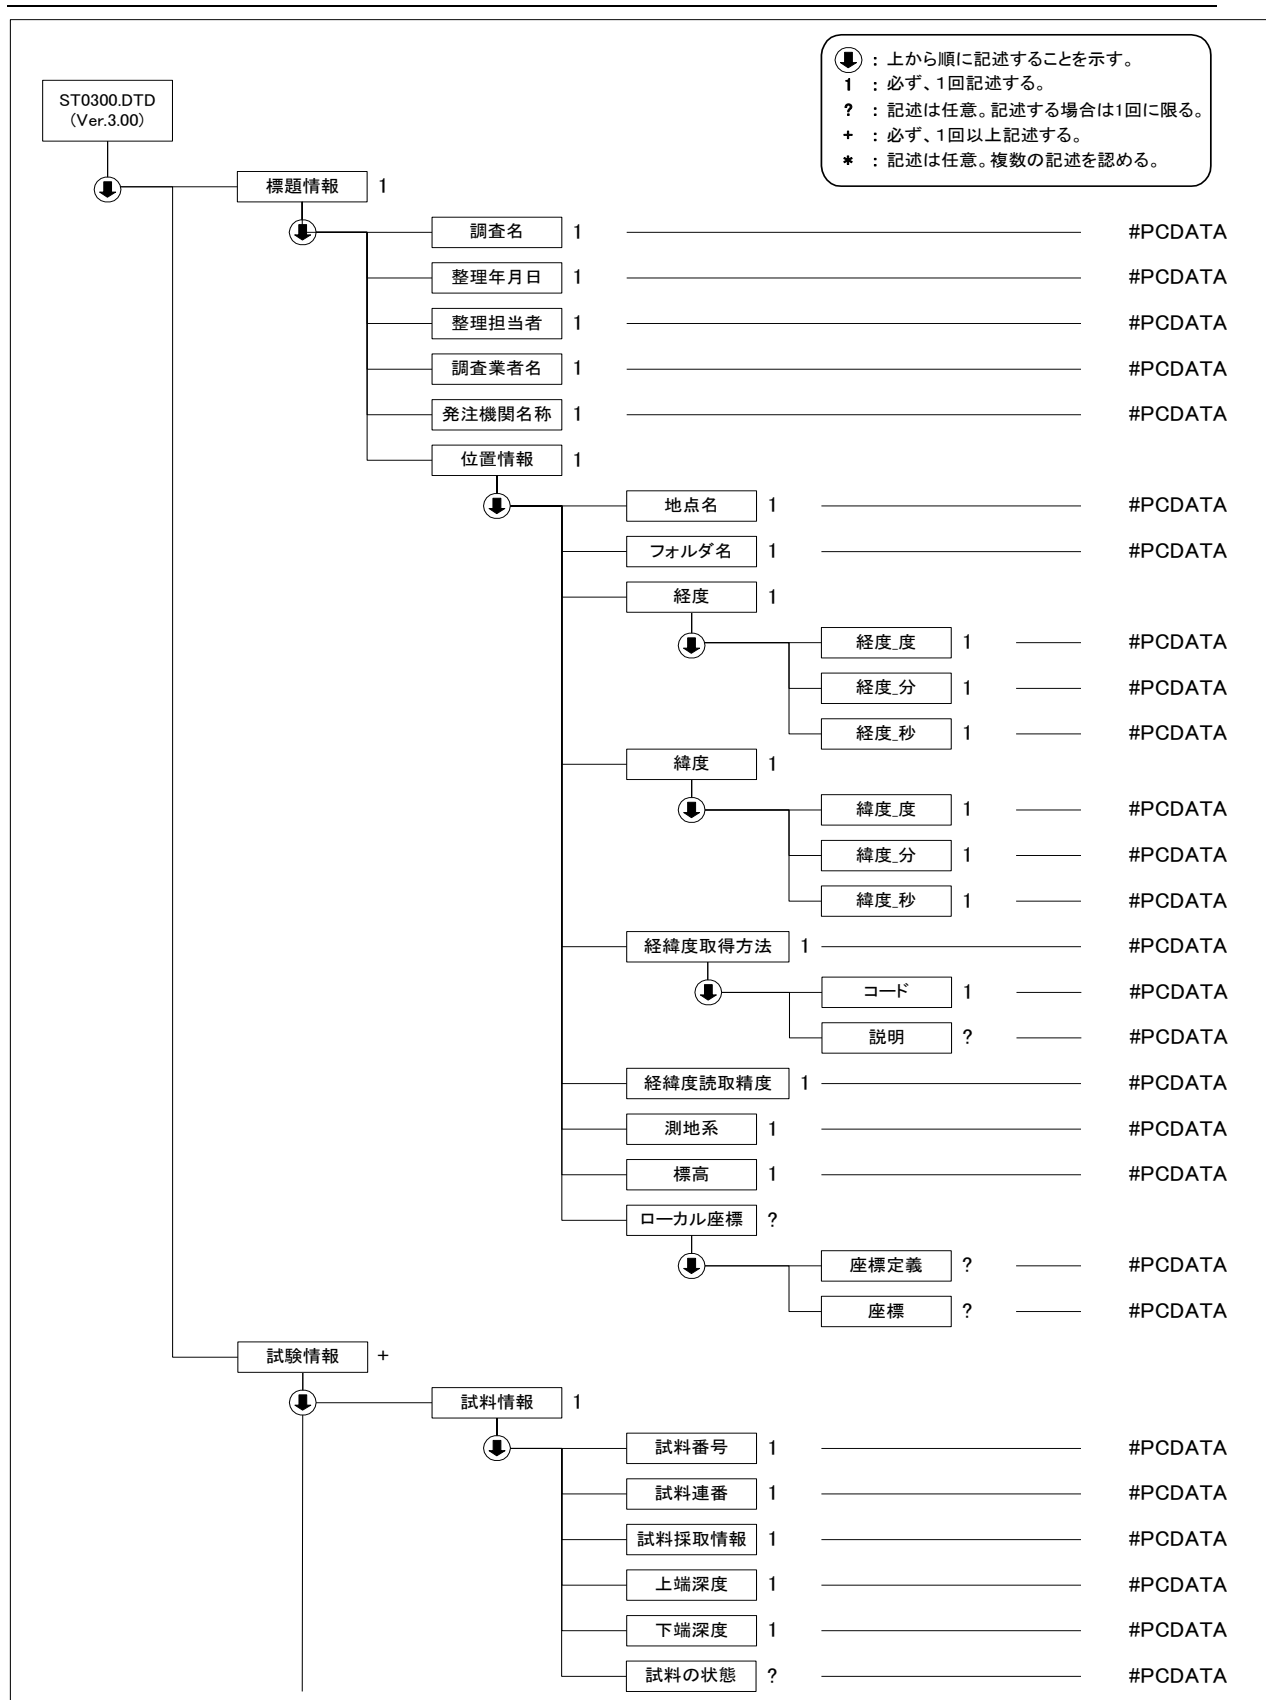 : 上から順に記述することを示す。
1 : 必ず、1回記述する。
? : 記述は任意。記述する場合は1回に限る。
+ : 必ず、1回以上記述する。
* : 記述は任意。複数の記述を認める。
ST0300.DTD
(Ver.3.00)
標題情報 1
調査名 1 #PCDATA
整理年月日 1 #PCDATA
整理担当者 1 #PCDATA
調査業者名 1 #PCDATA
発注機関名称 1 #PCDATA
位置情報 1
地点名 1 #PCDATA
フォルダ名 1 #PCDATA
経度 1
経度_度 1 #PCDATA
経度_分 1 #PCDATA
経度_秒 1 #PCDATA
緯度 1
緯度_度 1 #PCDATA
緯度_分 1 #PCDATA
緯度_秒 1 #PCDATA
経緯度取得方法 1 #PCDATA
コード 1 #PCDATA
説明 ? #PCDATA
経緯度読取精度 1 #PCDATA
測地系 1 #PCDATA
標高 1 #PCDATA
ローカル座標 ?
座標定義 ? #PCDATA
座標 ? #PCDATA
試験情報 +
試料情報 1
試料番号 1 #PCDATA
試料連番 1 #PCDATA
試料採取情報 1 #PCDATA
上端深度 1 #PCDATA
下端深度 1 #PCDATA
試料の状態 ? #PCDATA